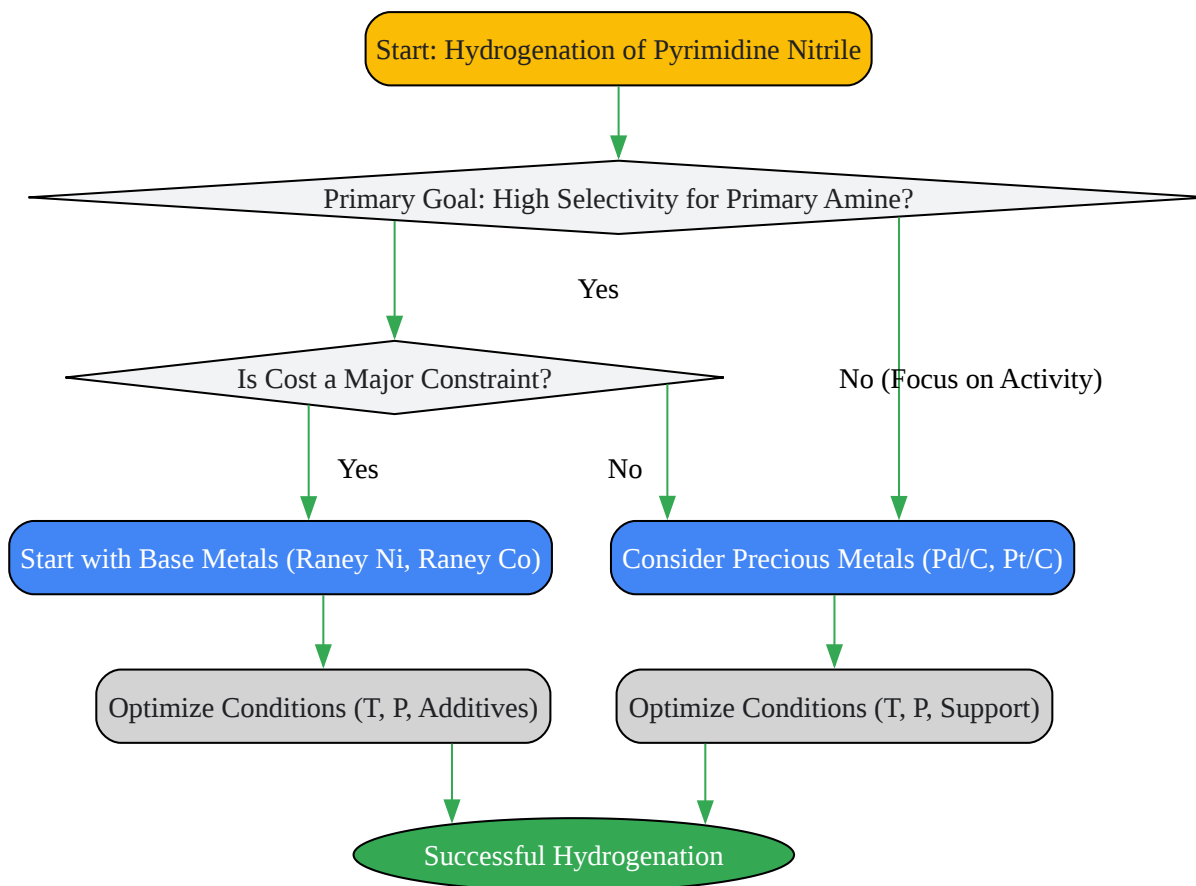 Start: Hydrogenation of Pyrimidine Nitrile
Primary Goal: High Selectivity for Primary Amine?
Yes
Is Cost a Major Constraint?
No (Focus on Activity)
Yes
No
Start with Base Metals (Raney Ni, Raney Co)
Consider Precious Metals (Pd/C, Pt/C)
Optimize Conditions (T, P, Additives)
Optimize Conditions (T, P, Support)
Successful Hydrogenation